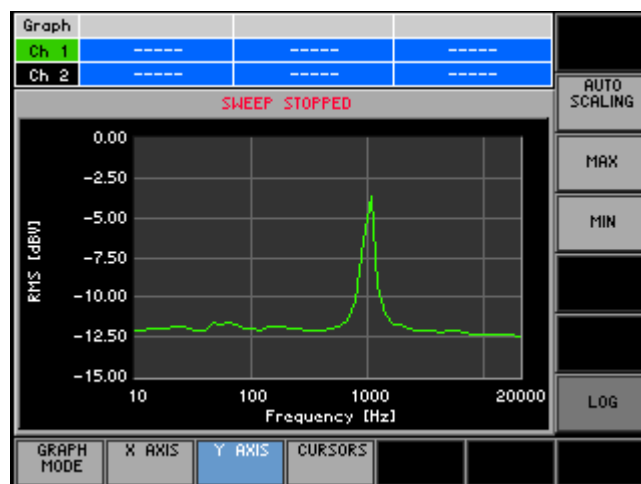 Graph
Ch 1 ----- ----- -----
Ch 2 ----- ----- -----
SWEEP STOPPED
AUTO
SCALING
MAX
MIN
LOG
RMS [dBV]
0.00
-2.50
-5.00
-7.50
-10.00
-12.50
-15.00
10 100 1000 20000
Frequency [Hz]
GRAPH
MODE
X AXIS
Y AXIS
CURSORS